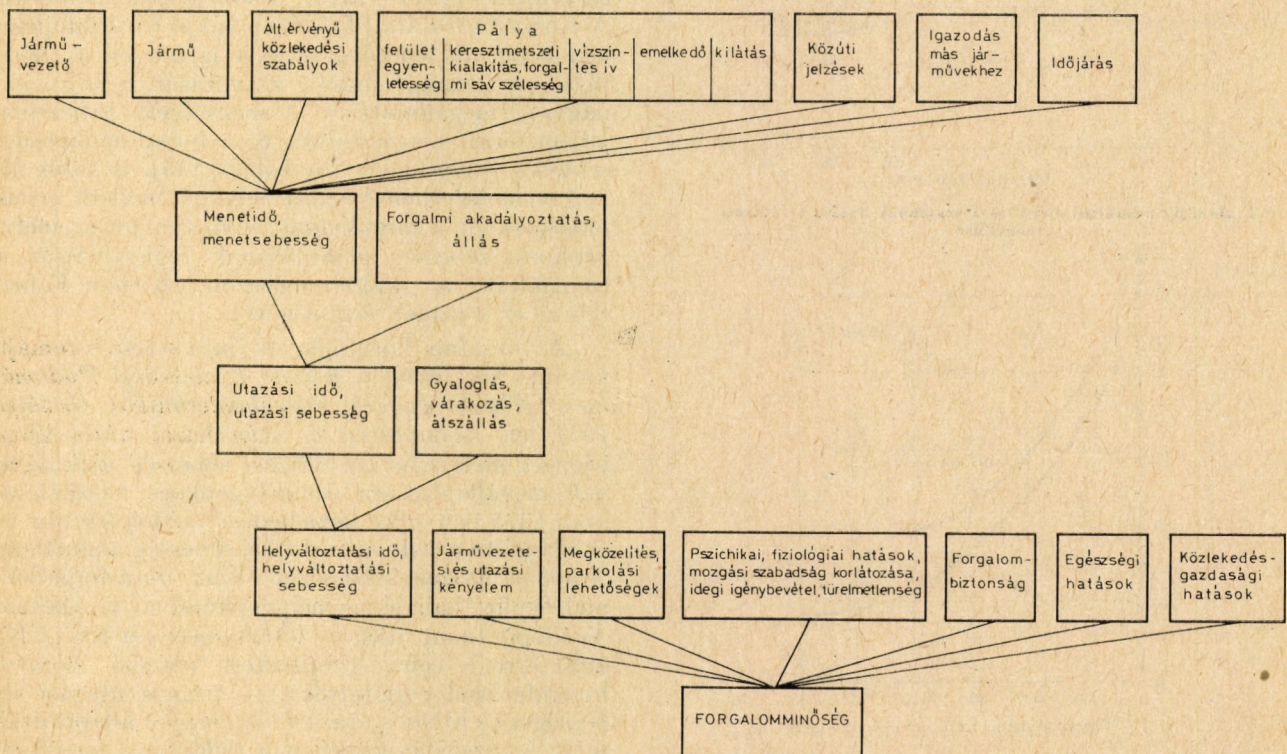 Jármű-
vezető
Jármű
Ált. érvényű
közlekedési
szabályok
Pálya
felület
egyen-
letesség
keresztmetszeti
kialakítás, forgal-
mi sáv szélesség
vízszin-
tes ív
emelkedő
kilátás
Közúti
jelzések
Igazodás
más jár-
művekhez
Időjárás
Menetidő,
menetsebesség
Forgalmi akadályoztatás,
állás
Utazási idő,
utazási sebesség
Gyaloglás,
várakozás,
átszállás
Helyváltoztatási idő,
helyváltoztatási
sebesség
Járművezeté-
si és utazási
kényelem
Megközelítés,
parkolási
lehetőségek
Pszichikai, fiziológiai hatások,
mozgási szabadság korlátozása,
idegi igénybevétel, türelmetlenség
Forgalom-
biztonság
Egészségi
hatások
Közlekedés-
gazdasági
hatások
FORGALOMMINŐSÉG